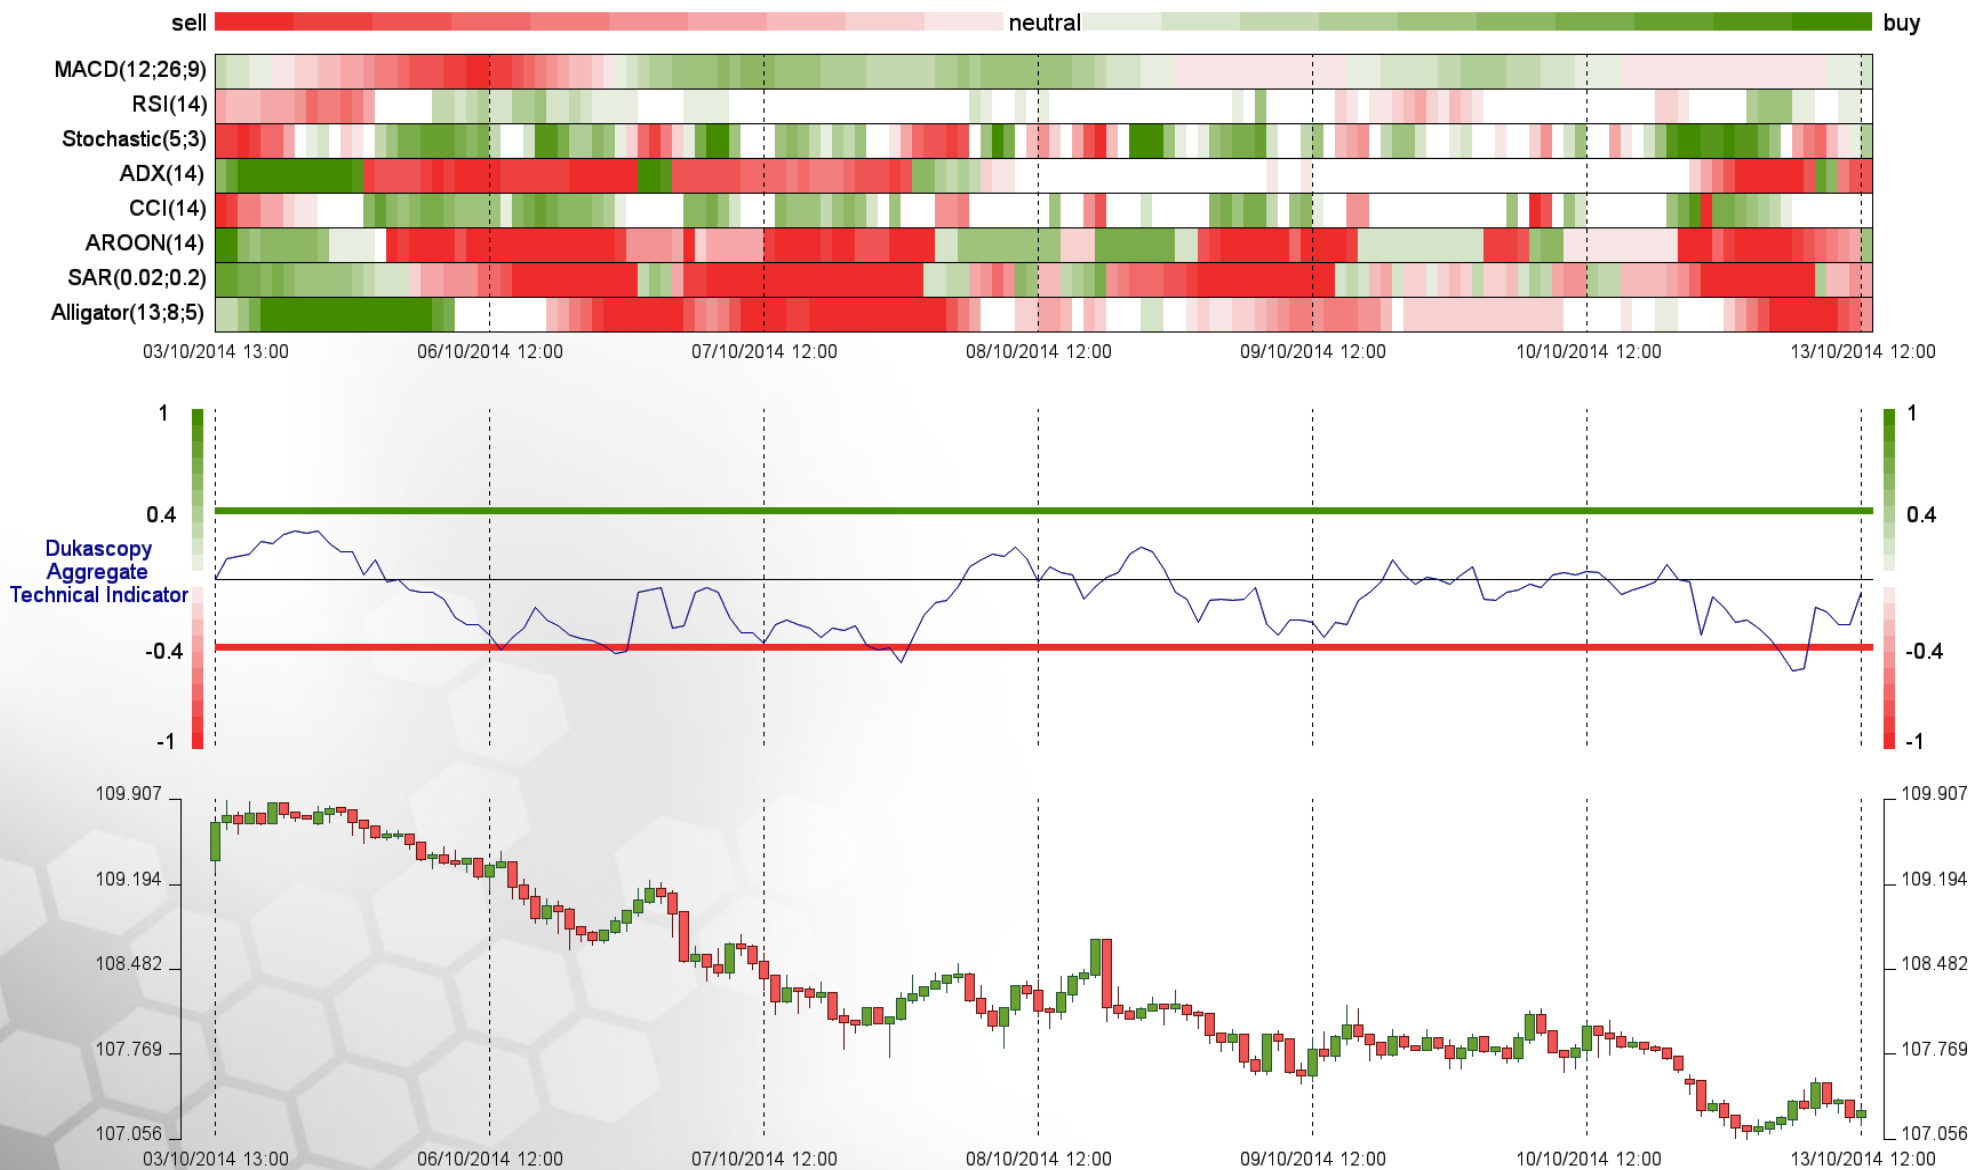 sell neutral buy
MACD(12;26;9)
RSI(14)
Stochastic(5;3)
ADX(14)
CCI(14)
AROON(14)
SAR(0.02;0.2)
Alligator(13;8;5)
03/10/2014 13:00 06/10/2014 12:00 07/10/2014 12:00 08/10/2014 12:00 09/10/2014 12:00 10/10/2014 12:00 13/10/2014 12:00
1 1
0.4 0.4
Dukascopy
Aggregate
Technical Indicator
-0.4 -0.4
-1 -1
109.907 109.907
109.194 109.194
108.482 108.482
107.769 107.769
107.056 107.056
03/10/2014 13:00 06/10/2014 12:00 07/10/2014 12:00 08/10/2014 12:00 09/10/2014 12:00 10/10/2014 12:00 13/10/2014 12:00